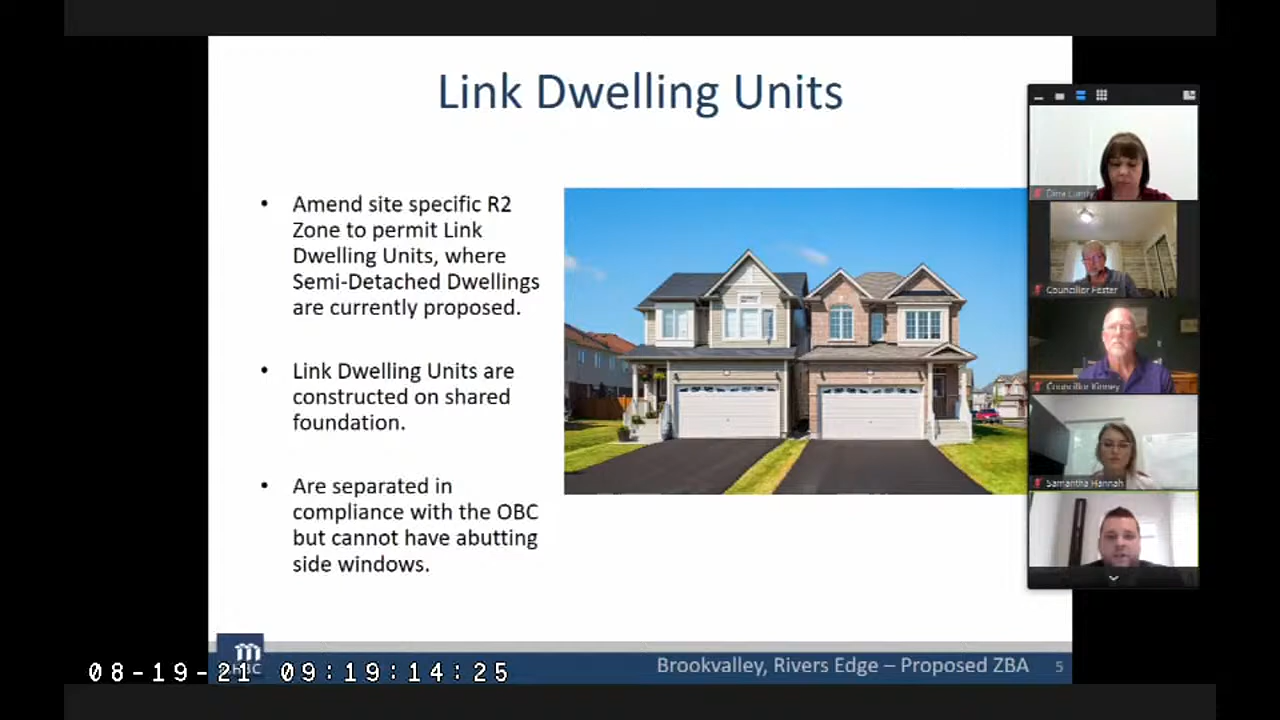 Link Dwelling Units
• Amend site specific R2
Zone to permit Link
Dwelling Units, where
Semi-Detached Dwellings
are currently proposed.
• Link Dwelling Units are
constructed on shared
foundation.
• Are separated in
compliance with the OBC
but cannot have abutting
side windows.
Councillor Foster
Councillor Kinney
Samantha Hannah
08-19-21 09:19:14:25
Brookvalley, Rivers Edge – Proposed ZBA 5